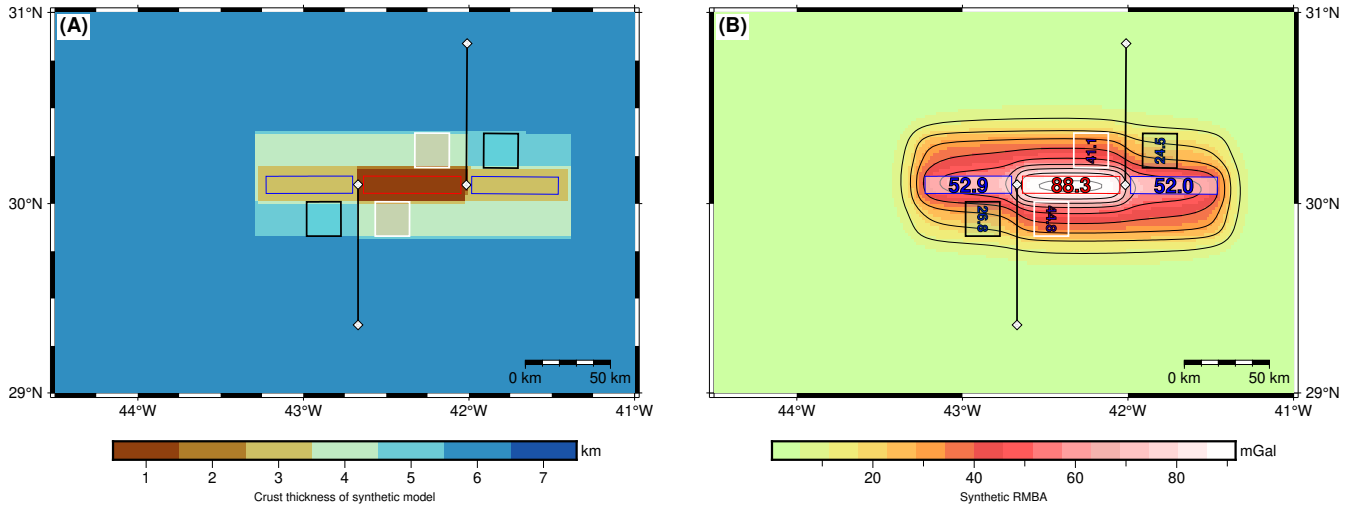 (A)
31°N
30°N
29°N
44°W
43°W
42°W
41°W
0 km
50 km
1
2
3
4
5
6
7
km
Crust thickness of synthetic model
(B)
41.1
24.5
52.9
88.3
52.0
26.8
44.6
31°N
30°N
29°N
44°W
43°W
42°W
41°W
0 km
50 km
20
40
60
80
mGal
Synthetic RMBA